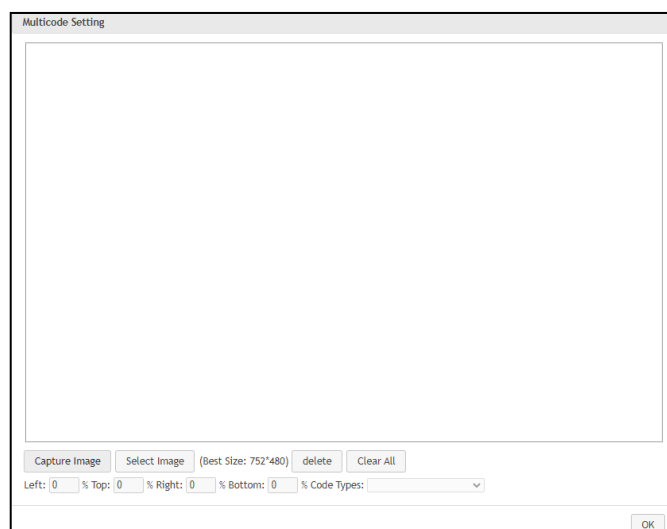 Multicode Setting
Capture Image Select Image (Best Size: 752*480) delete Clear All
Left: 0 % Top: 0 % Right: 0 % Bottom: 0 % Code Types:
OK